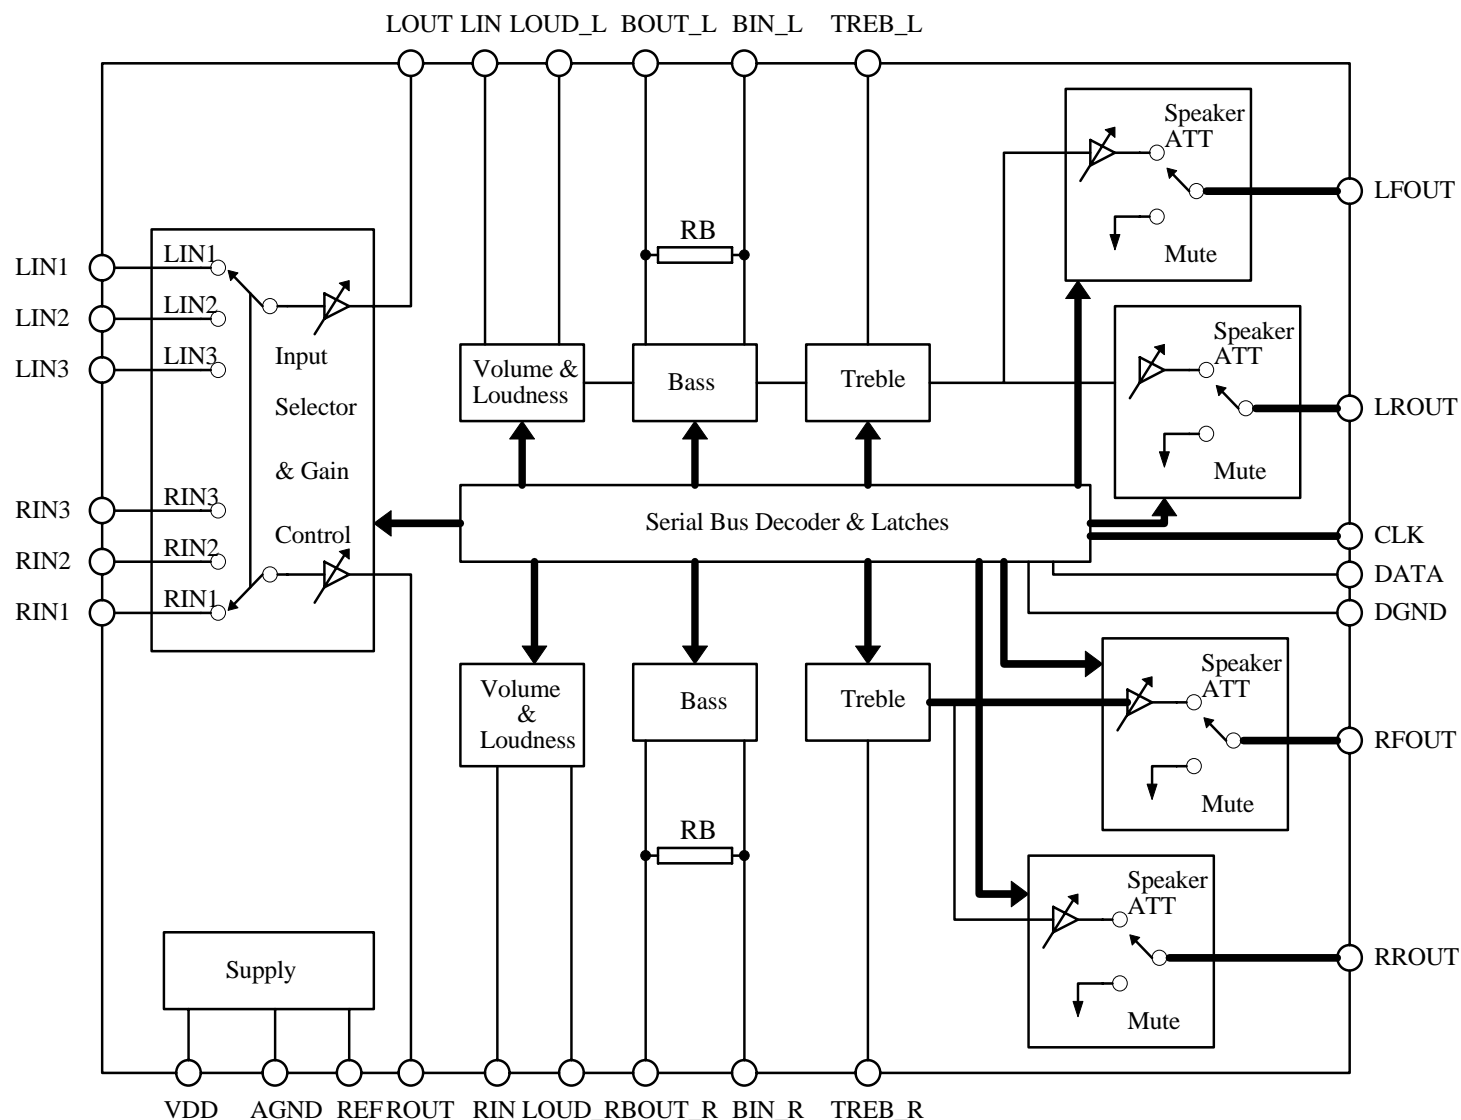 LOUT LIN LOUD_L BOUT_L BIN_L TREB_L
Speaker
ATT
LFOUT
Mute
RB
LIN1
LIN1
LIN2
LIN2
LIN3
LIN3
Input
Selector
& Gain
Control
RIN3
RIN3
RIN2
RIN2
RIN1
RIN1
Volume &
Loudness
Bass
Treble
Speaker
ATT
LROUT
Mute
Serial Bus Decoder & Latches
CLK
DATA
DGND
Volume
&
Loudness
Bass
Treble
Speaker
ATT
RFOUT
Mute
RB
Speaker
ATT
RROUT
Mute
Supply
VDD AGND REF ROUT RIN LOUD_R BOUT_R BIN_R TREB_R